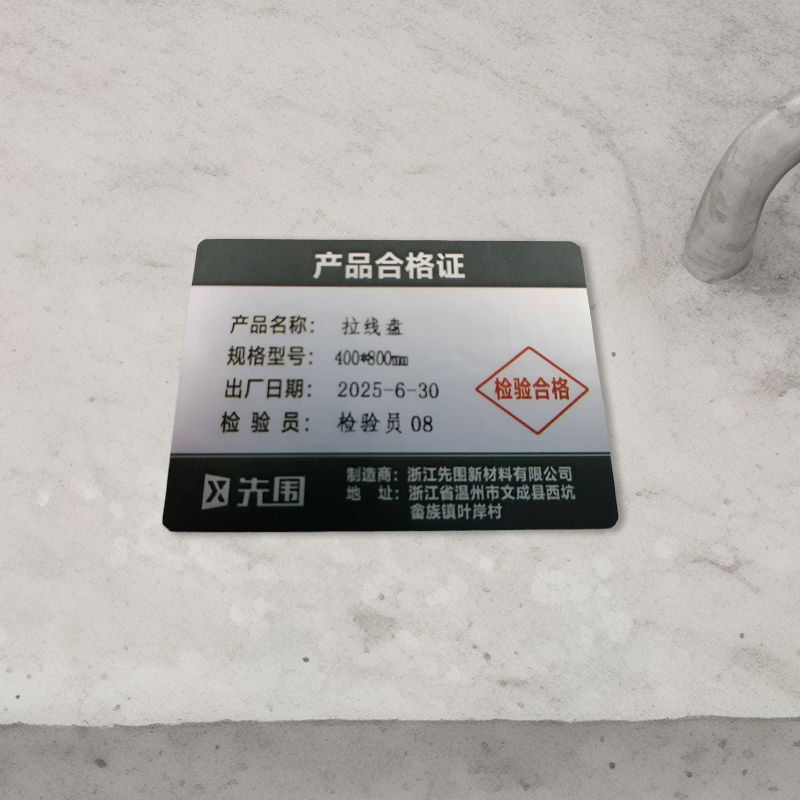 产品合格证
产品名称： 拉线盘
规格型号： 400*800mm
出厂日期： 2025-6-30
检 验 员： 检验员 08
检验合格
先围
制造商：浙江先围新材料有限公司
地 址：浙江省温州市文成县西坑
畲族镇叶岸村